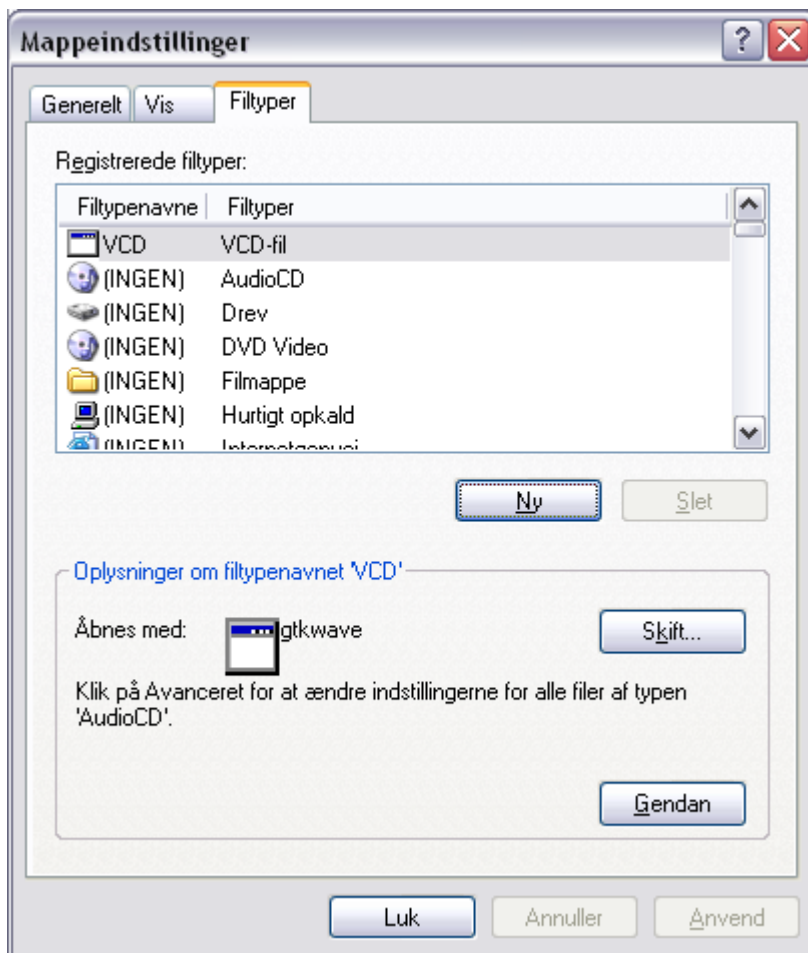 Mappeindstillinger
Generelt Vis Filtyper
Registrerede filtyper:
Filtypenavne Filtyper
VCD VCD-fil
(INGEN) AudioCD
(INGEN) Drev
(INGEN) DVD Video
(INGEN) Filmappe
(INGEN) Hurtigt opkald
(INGEN)
Ny Slet
Oplysninger om filtypenavnet 'VCD'
Åbnes med: gtkwave Skift...
Klik på Avanceret for at ændre indstillingerne for alle filer af typen
'AudioCD'.
Gendan
Luk Annuller Anvend